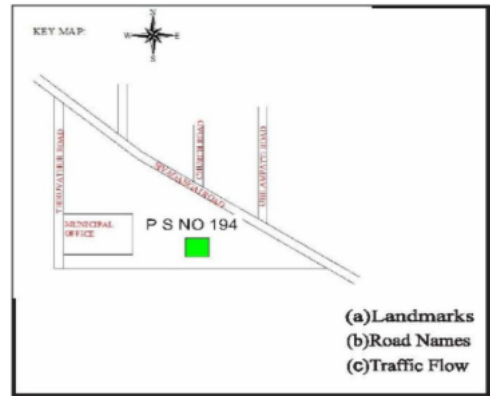 KEY MAP:
N
W E
S
CHURCH ROAD
MUNICIPAL
OFFICE
P S NO 194
(a)Landmarks
(b)Road Names
(c)Traffic Flow